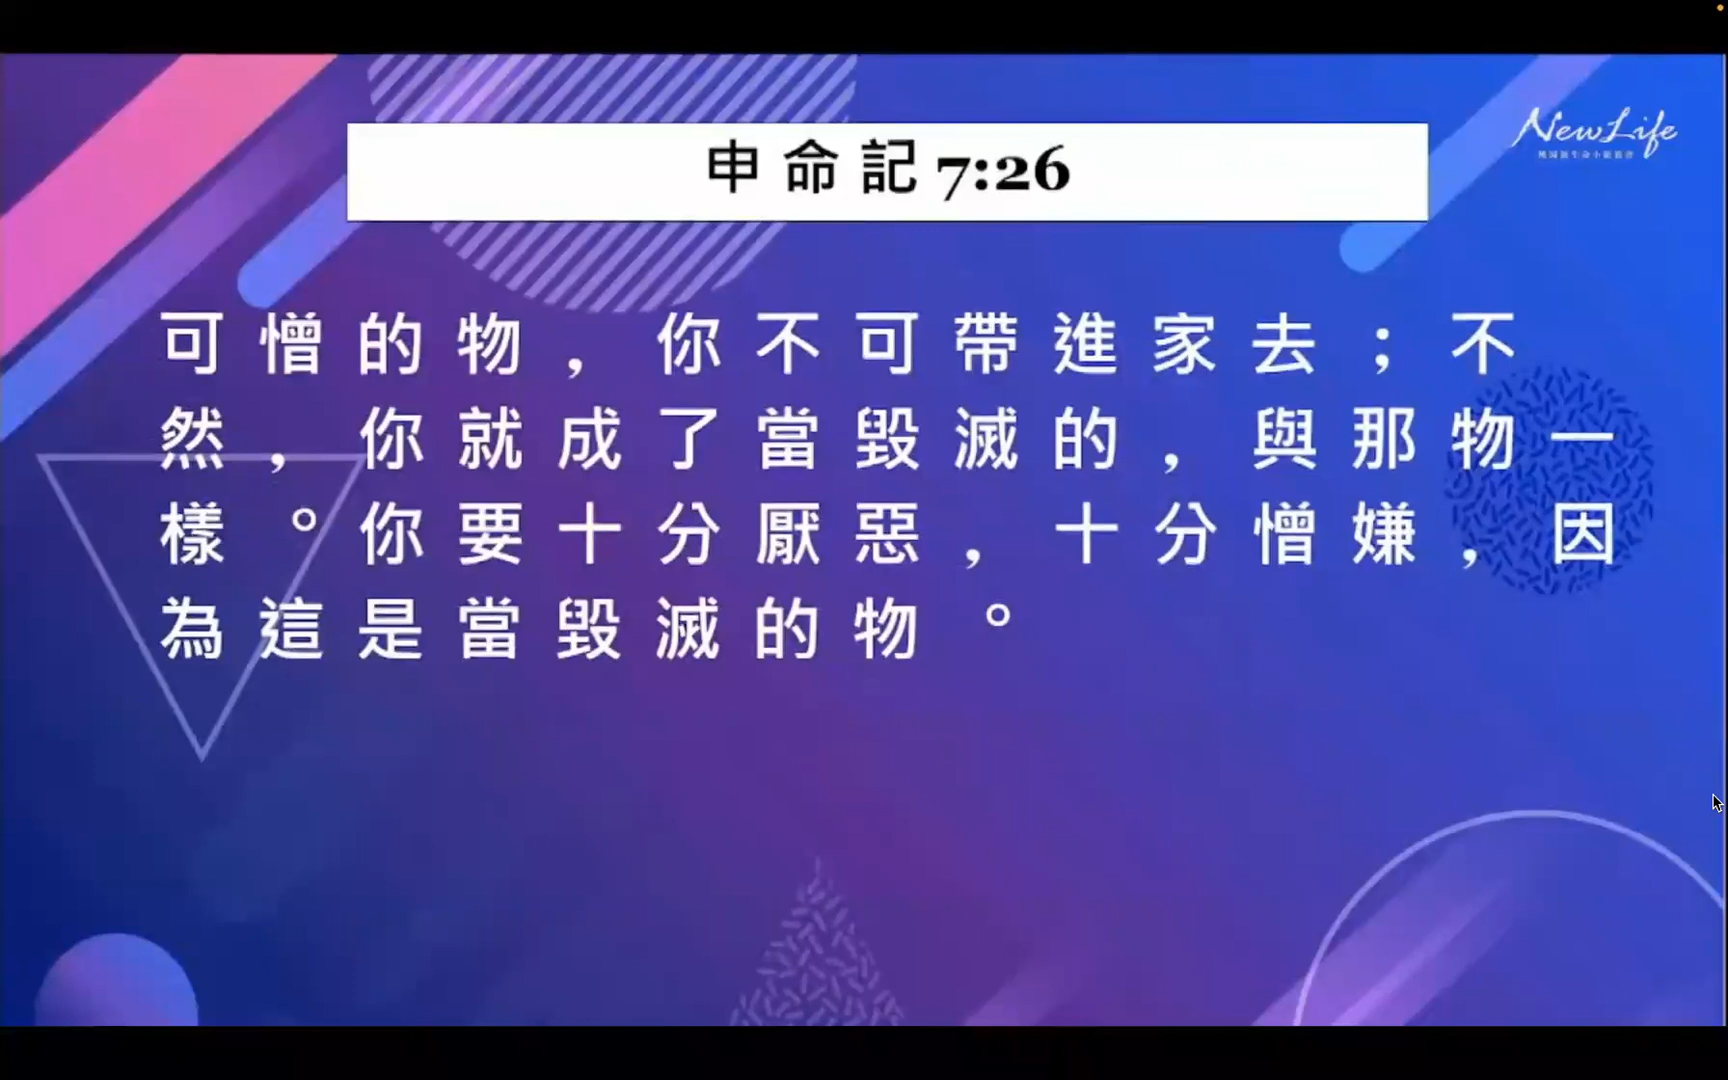 申命記 7:26
NewLife
可憎的物，你不可帶進家去；不
然，你就成了當毀滅的，與那物一
樣。你要十分厭惡，十分憎嫌，因
為這是當毀滅的物。